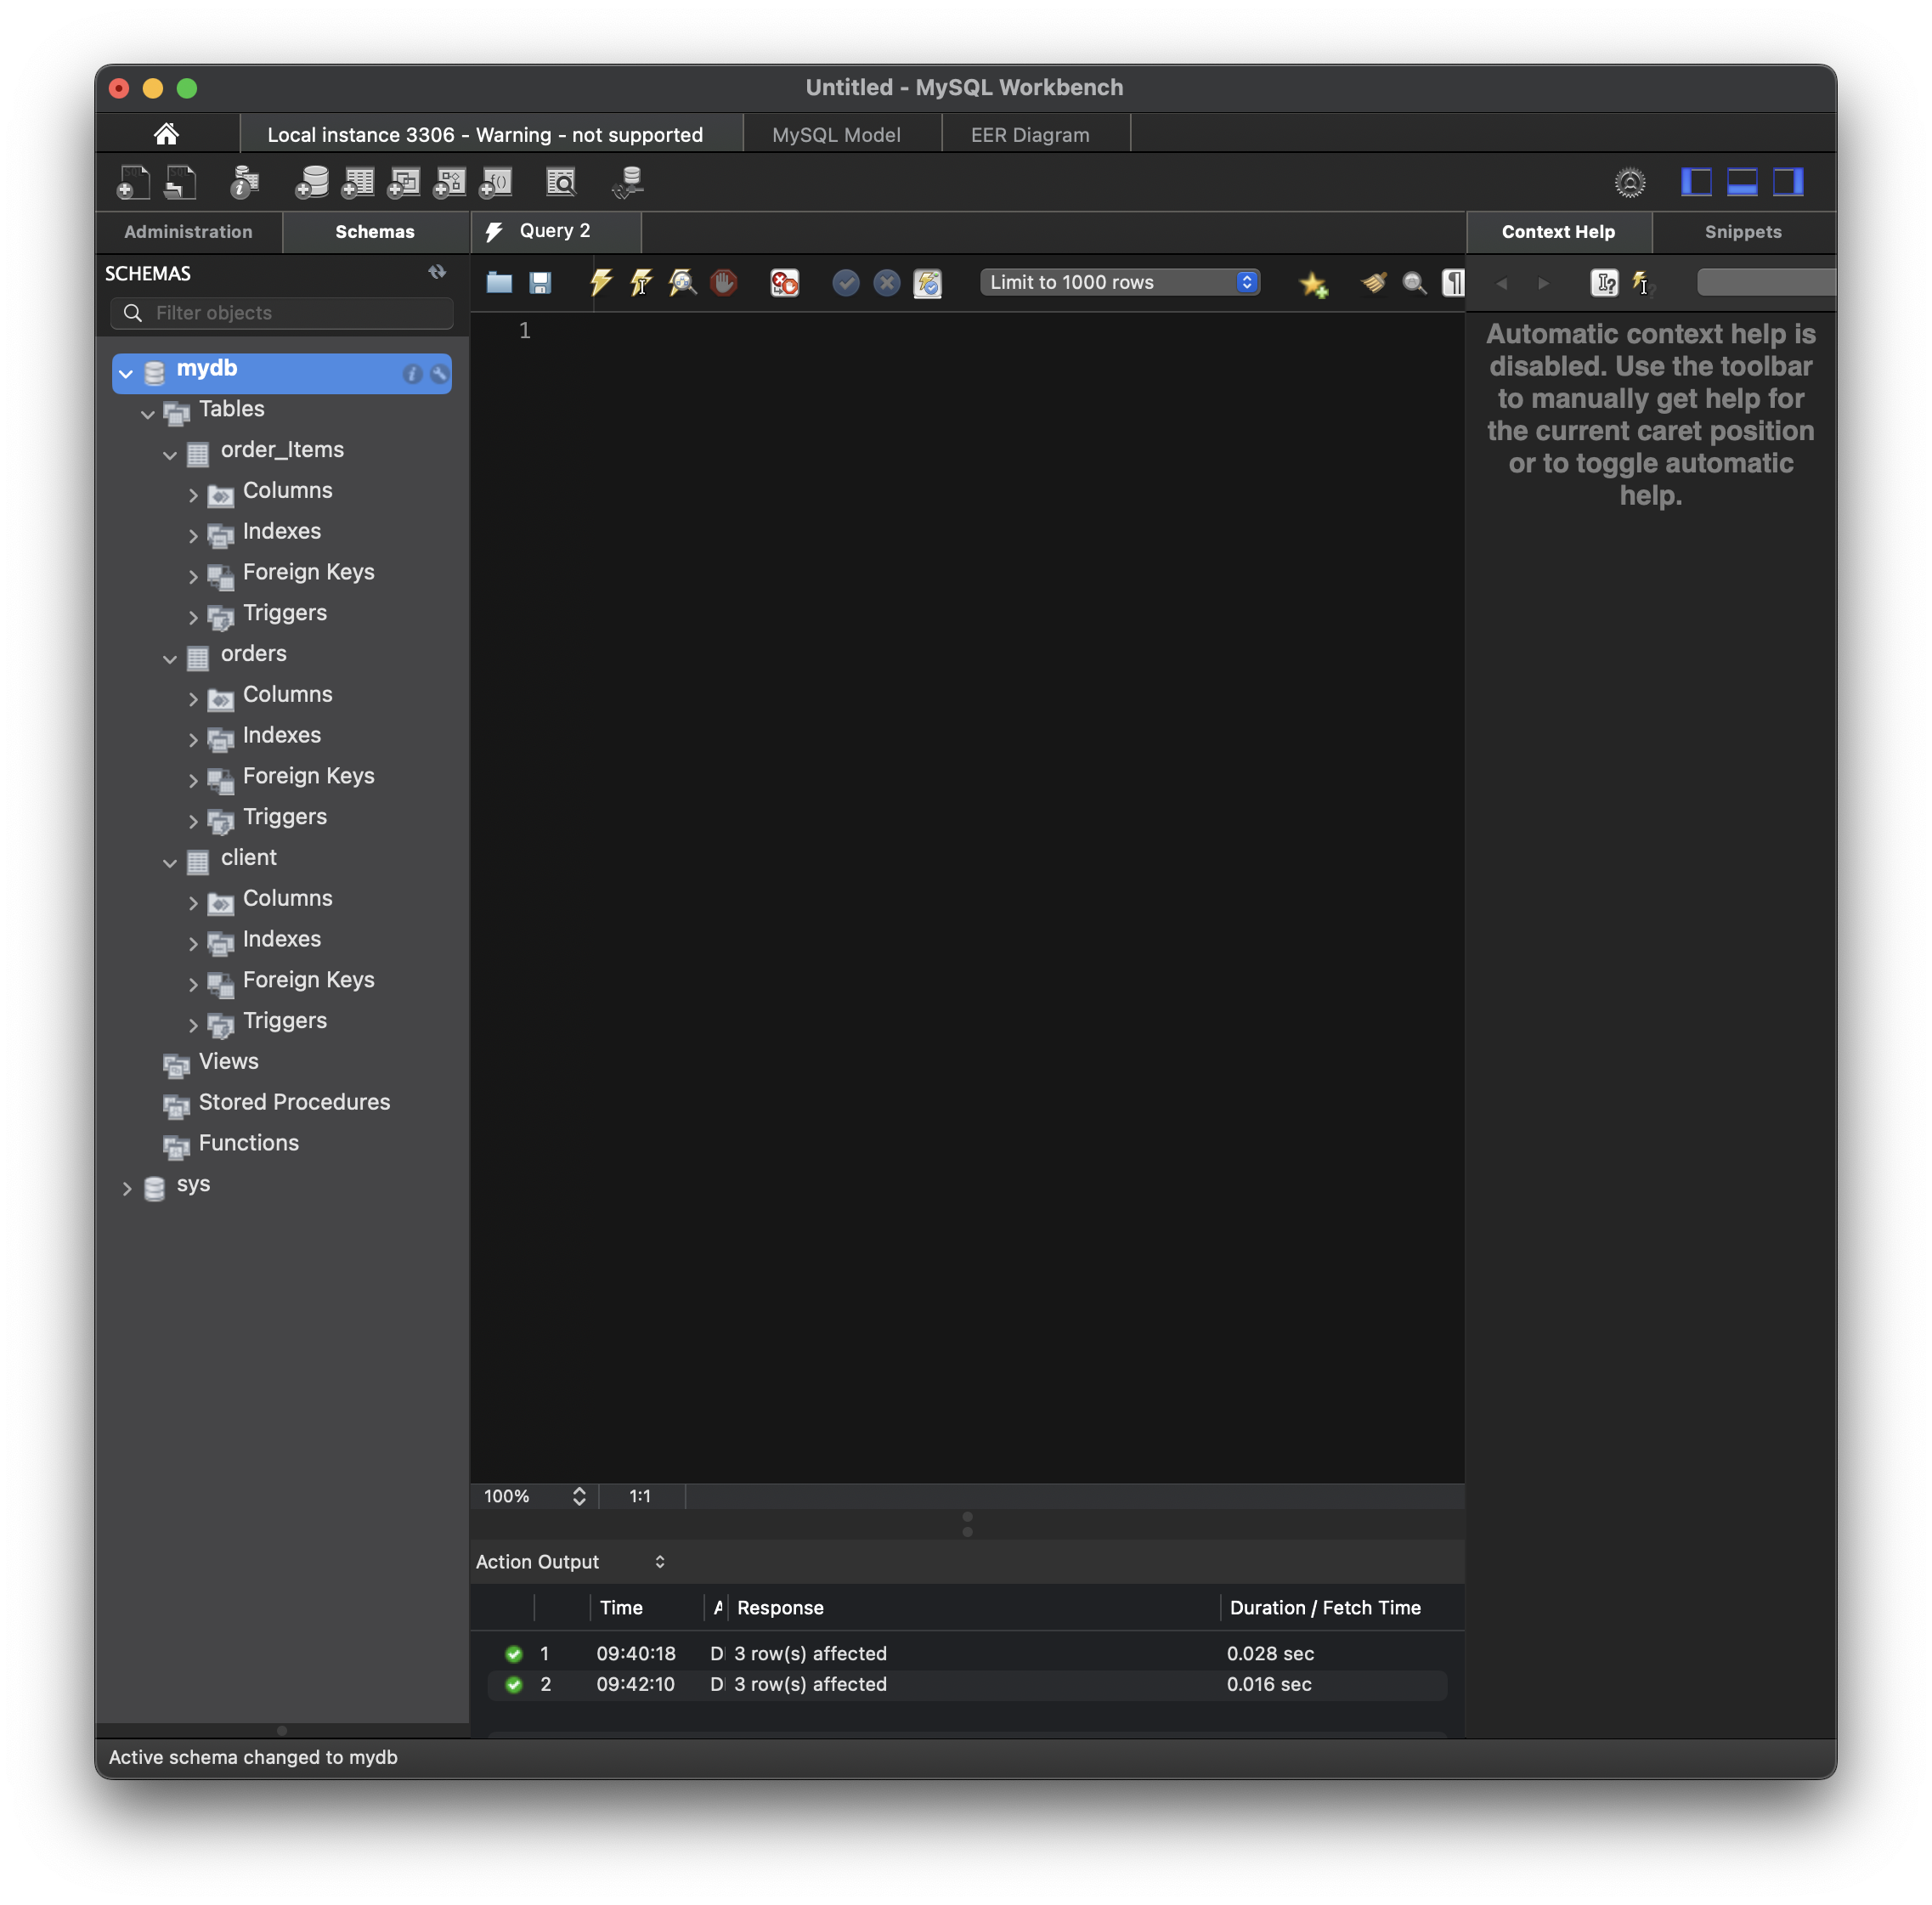 Untitled - MySQL Workbench
Local instance 3306 - Warning - not supported
MySQL Model
EER Diagram
Administration
Schemas
Query 2
Context Help
Snippets
SCHEMAS
Limit to 1000 rows
Filter objects
1
mydb
Tables
order_Items
Columns
Indexes
Foreign Keys
Triggers
orders
Columns
Indexes
Foreign Keys
Triggers
client
Columns
Indexes
Foreign Keys
Triggers
Views
Stored Procedures
Functions
sys
Automatic context help is
disabled. Use the toolbar
to manually get help for
the current caret position
or to toggle automatic
help.
100%
1:1
Action Output
Time
A
Response
Duration / Fetch Time
1 09:40:18 D 3 row(s) affected 0.028 sec
2 09:42:10 D 3 row(s) affected 0.016 sec
Active schema changed to mydb